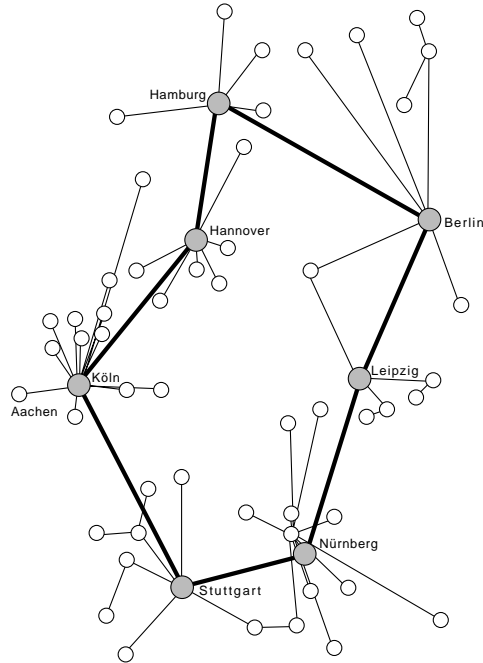 Hamburg
Berlin
Hannover
Leipzig
Köln
Aachen
Nürnberg
Stuttgart